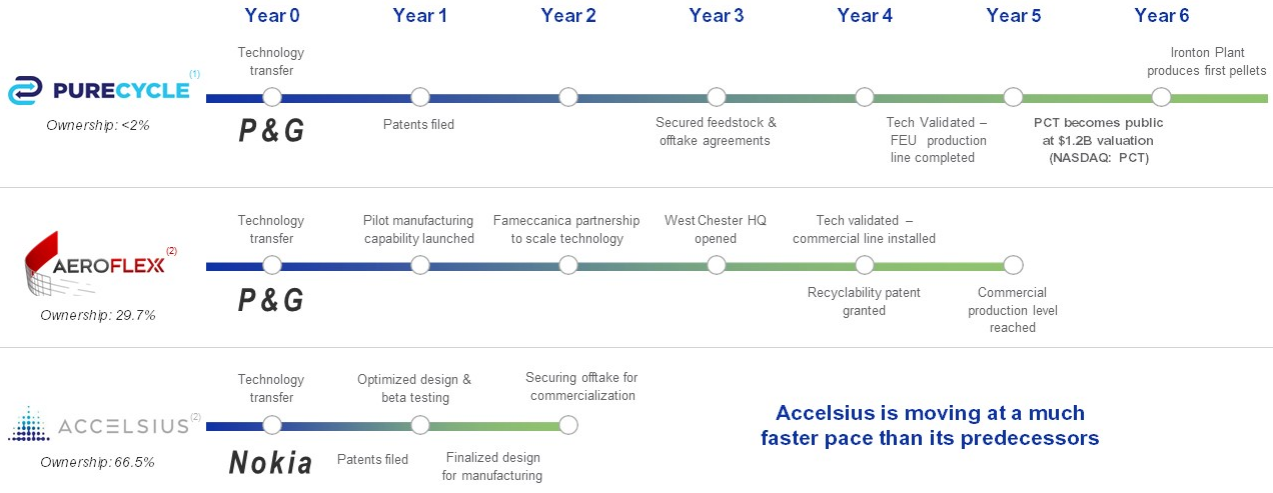 Year 0 Year 1 Year 2 Year 3 Year 4 Year 5 Year 6
Technology
transfer
Ironton Plant
produces first pellets
PURECYCLE (1)
Ownership: <2%
P&G
Patents filed
Secured feedstock &
offtake agreements
Tech Validated –
FEU production
line completed
PCT becomes public
at $1.2B valuation
(NASDAQ: PCT)
Technology
transfer
Pilot manufacturing
capability launched
Fameccanica partnership
to scale technology
West Chester HQ
opened
Tech validated –
commercial line installed
AEROFLEXX (2)
Ownership: 29.7%
P&G
Recyclability patent
granted
Commercial
production level
reached
Technology
transfer
Optimized design &
beta testing
Securing offtake for
commercialization
ACCELSIUS (2)
Ownership: 66.5%
Nokia
Patents filed
Finalized design
for manufacturing
Accelsius is moving at a much
faster pace than its predecessors